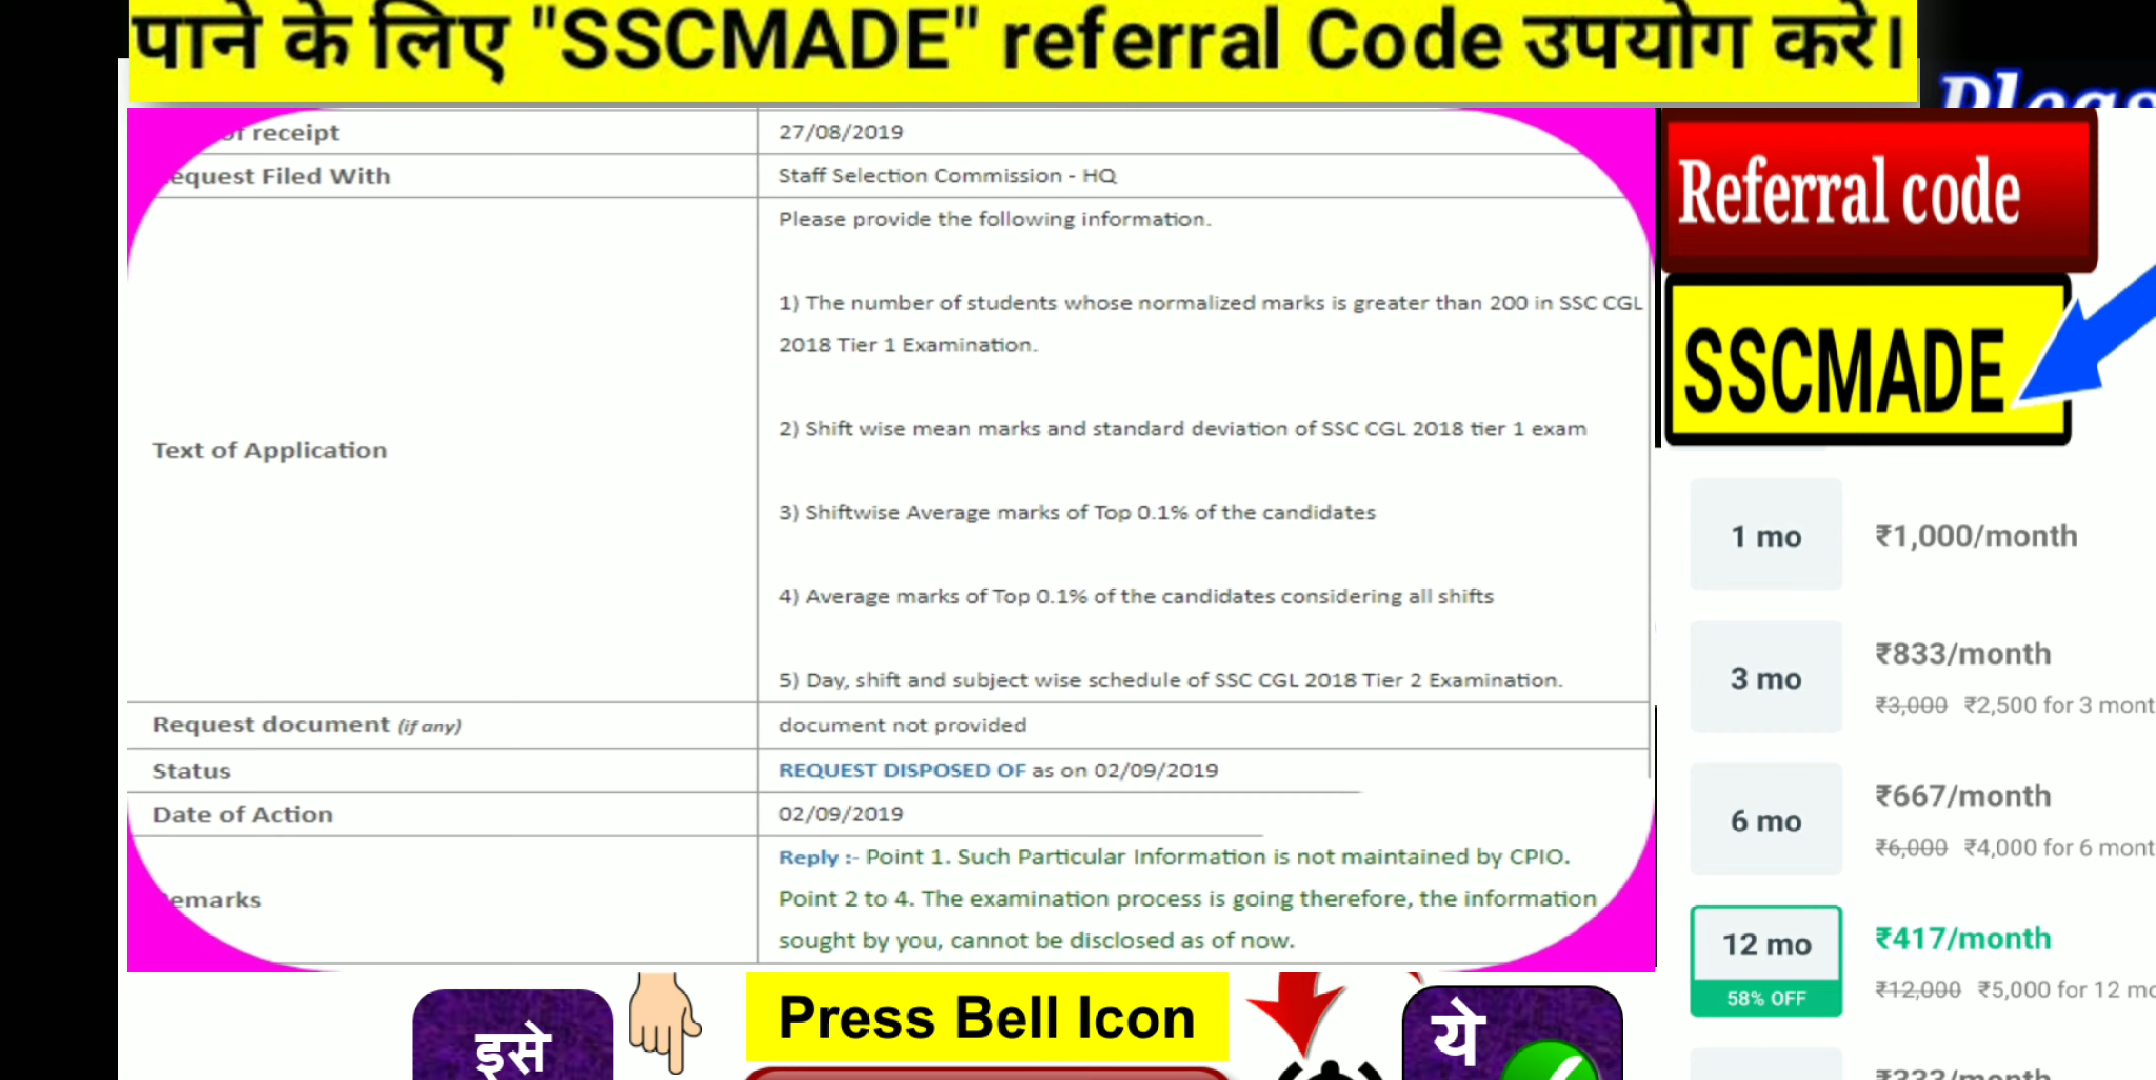 पाने के लिए "SSCMADE" referral Code उपयोग करे।
of receipt
27/08/2019
equest Filed With
Staff Selection Commission - HQ
Text of Application
Please provide the following information.
1) The number of students whose normalized marks is greater than 200 in SSC CGL
2018 Tier 1 Examination.
2) Shift wise mean marks and standard deviation of SSC CGL 2018 tier 1 exam
3) Shiftwise Average marks of Top 0.1% of the candidates
4) Average marks of Top 0.1% of the candidates considering all shifts
5) Day, shift and subject wise schedule of SSC CGL 2018 Tier 2 Examination.
Request document (if any)
document not provided
Status
REQUEST DISPOSED OF as on 02/09/2019
Date of Action
02/09/2019
emarks
Reply :- Point 1. Such Particular Information is not maintained by CPIO.
Point 2 to 4. The examination process is going therefore, the information
sought by you, cannot be disclosed as of now.
Referral code
SSCMADE
1 mo
₹1,000/month
3 mo
₹833/month
₹3,000 ₹2,500 for 3 mont
6 mo
₹667/month
₹6,000 ₹4,000 for 6 mont
12 mo
58% OFF
₹417/month
₹12,000 ₹5,000 for 12 mo
इसे
Press Bell Icon
ये